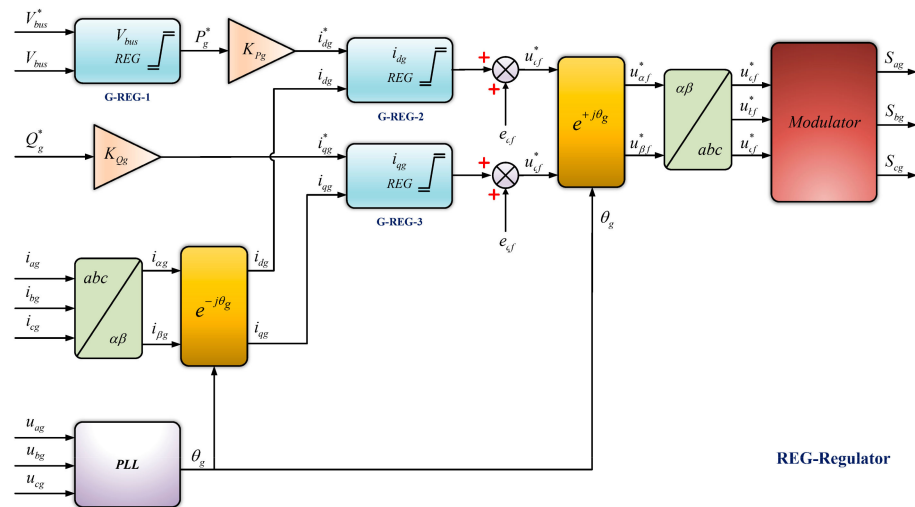 V*bus
Vbus
Vbus
REG
G-REG-1
P*g
KPg
i*dg
idg
idg
REG
G-REG-2
+
+
u*cf
ecf
Q*g
KQg
i*qg
iqg
iqg
REG
G-REG-3
+
+
u*cf
ecf
e+jθg
u*αf
u*βf
αβ
abc
u*cf
u*bf
u*cf
Modulator
Sag
Sbg
Scg
iag
ibg
icg
abc
αβ
iαg
iβg
e−jθg
idg
iqg
θg
uag
ubg
ucg
PLL
θg
REG-Regulator